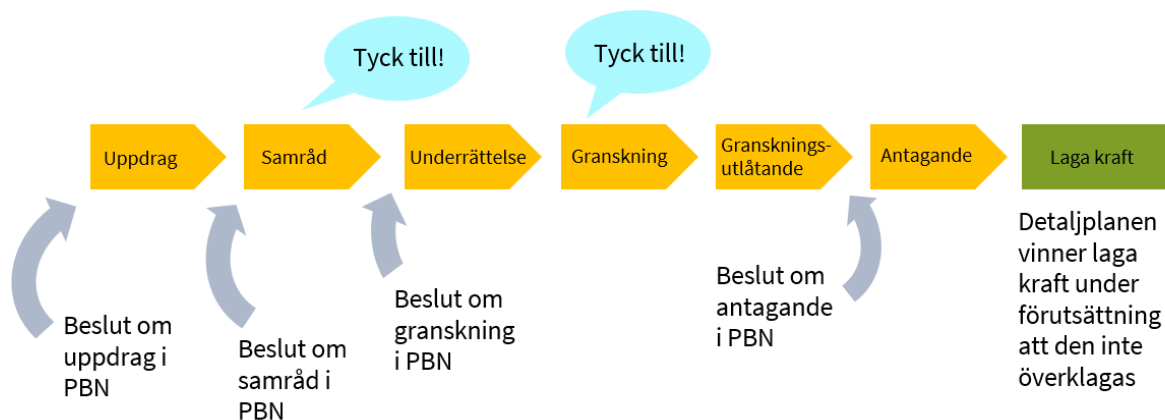 Tyck till!
Tyck till!
Uppdrag
Samråd
Underrättelse
Granskning
Gransknings-
utlåtande
Antagande
Laga kraft
Beslut om
uppdrag i
PBN
Beslut om
samråd i
PBN
Beslut om
granskning
i PBN
Beslut om
antagande
i PBN
Detaljplanen
vinner laga
kraft under
förutsättning
att den inte
överklagas